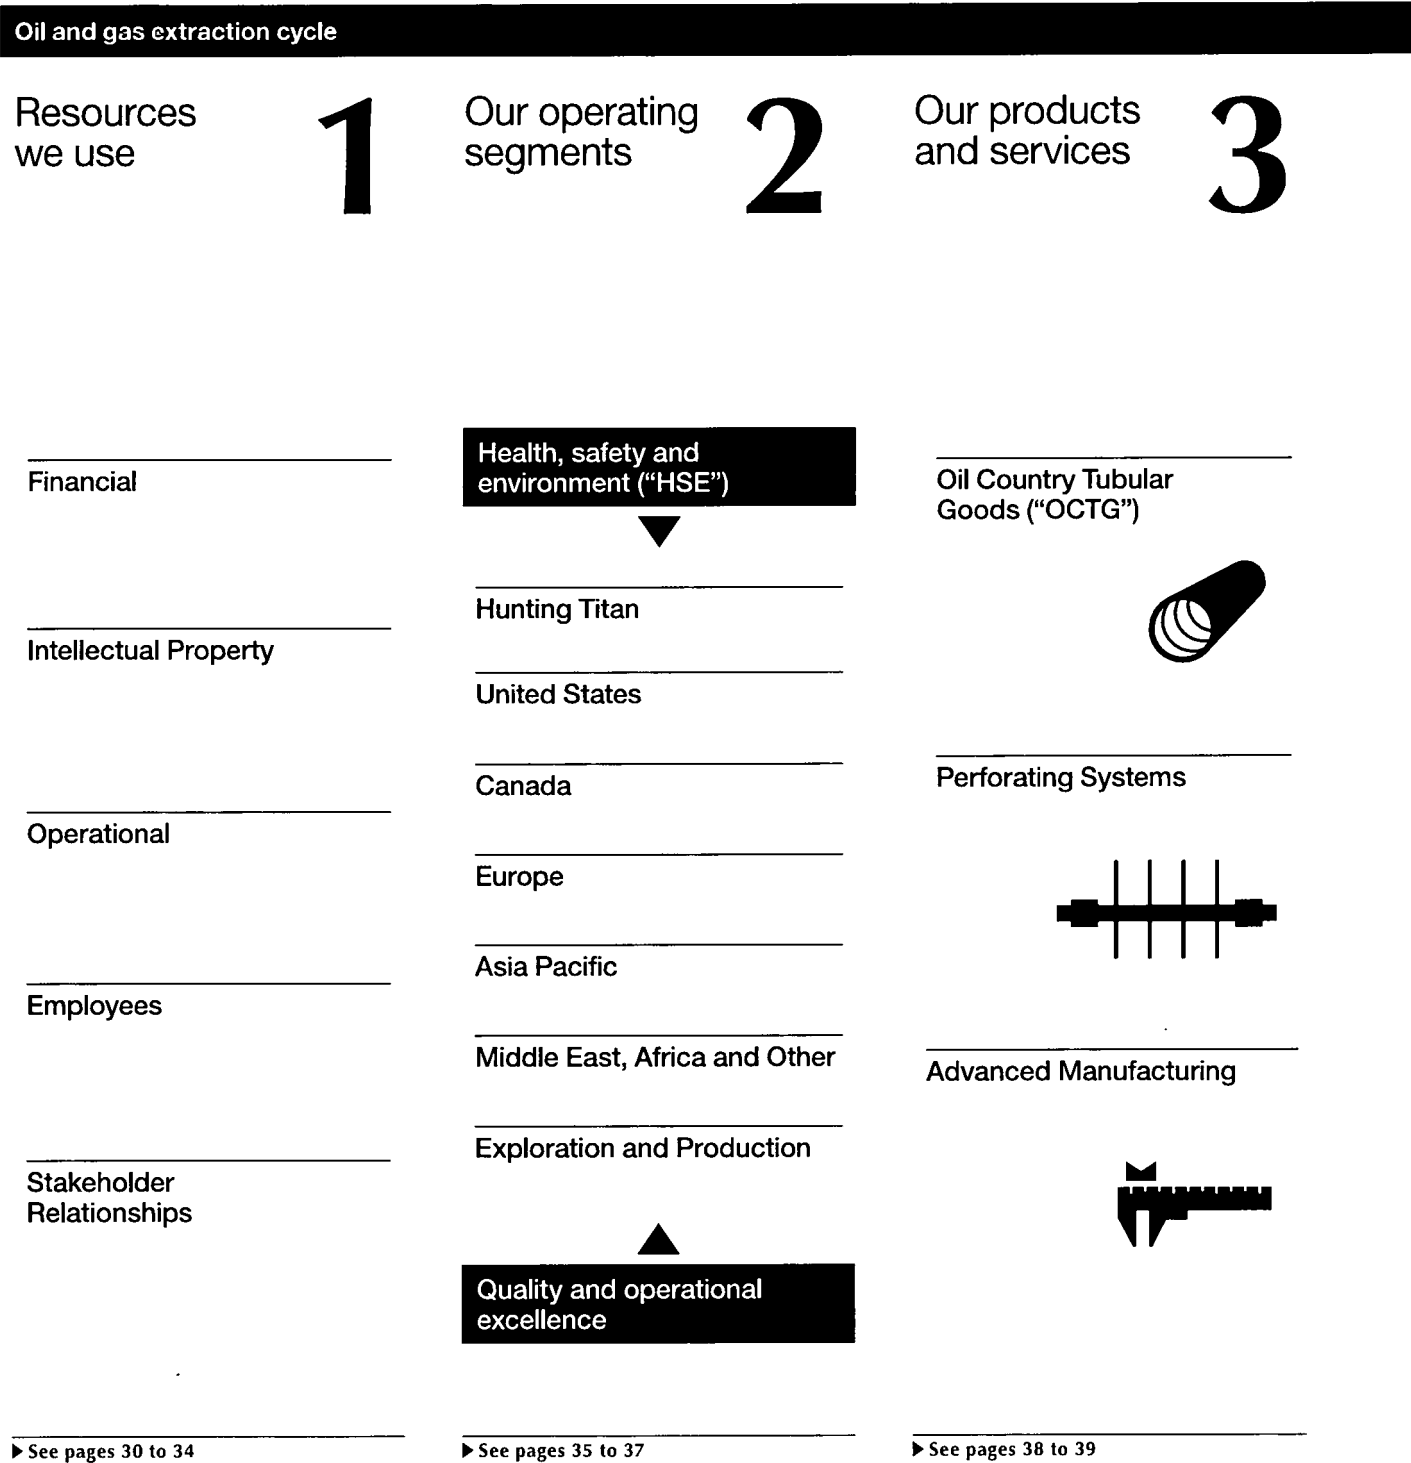 Oil and gas extraction cycle
Resources
we use
1
Financial
Intellectual Property
Operational
Employees
Stakeholder
Relationships
▶ See pages 30 to 34
Our operating
segments
2
Health, safety and
environment (“HSE”)
Hunting Titan
United States
Canada
Europe
Asia Pacific
Middle East, Africa and Other
Exploration and Production
Quality and operational
excellence
▶ See pages 35 to 37
Our products
and services
3
Oil Country Tubular
Goods (“OCTG”)
Perforating Systems
Advanced Manufacturing
▶ See pages 38 to 39